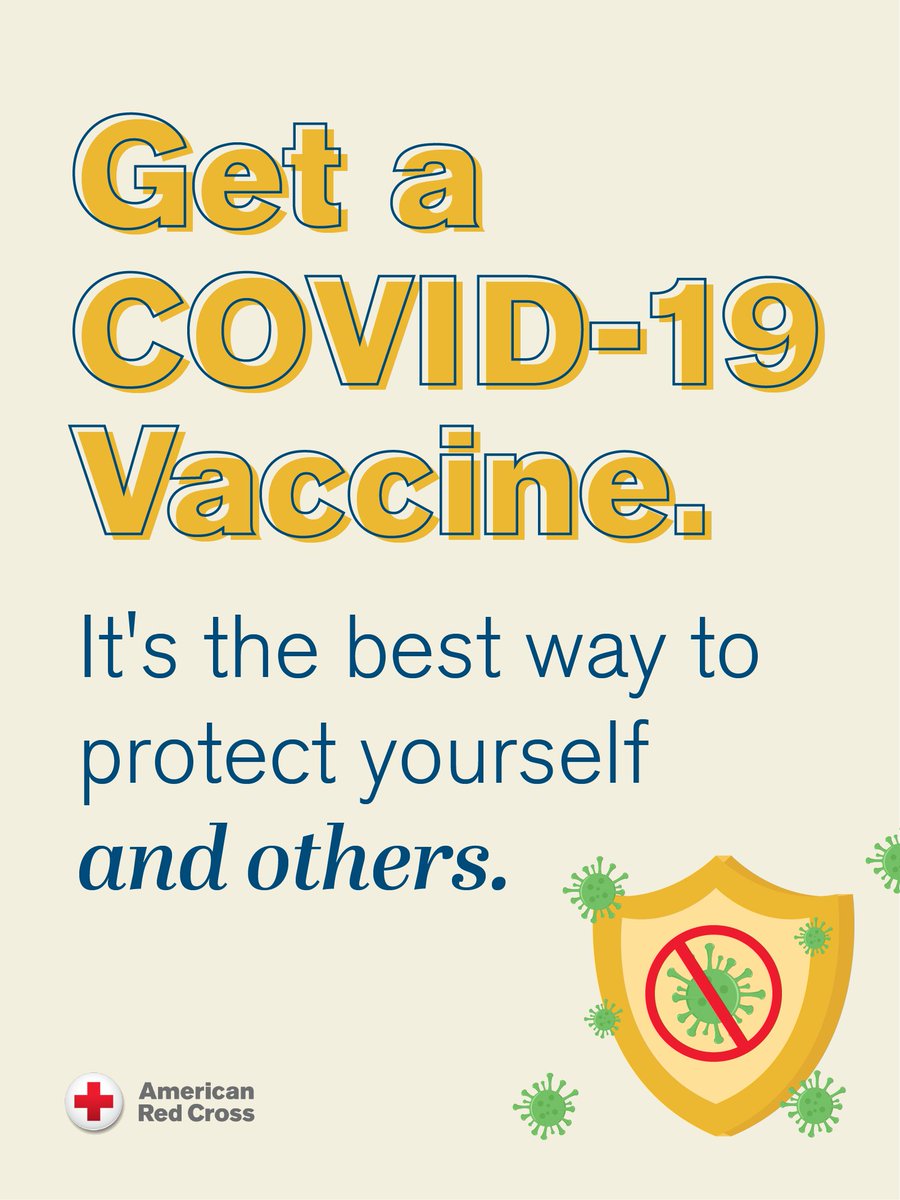 Get a
COVID-19
Vaccine.
It's the best way to
protect yourself
and others.
American
Red Cross